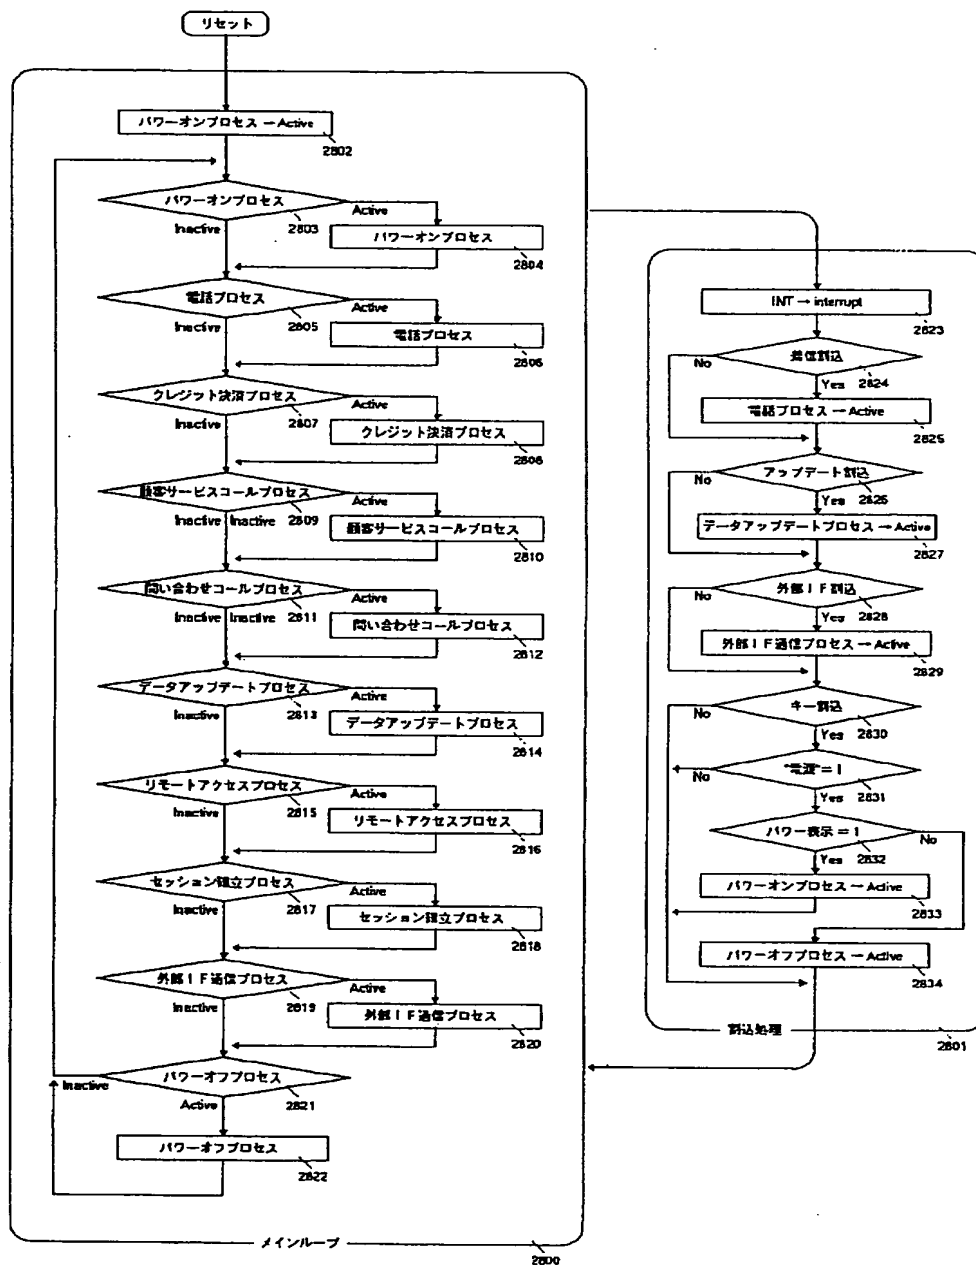 リセット
パワーオンプロセス → Active
2802
パワーオンプロセス
2803
Active
Inactive
パワーオンプロセス
2804
電話プロセス
2805
Active
Inactive
電話プロセス
2806
クレジット決済プロセス
2807
Active
Inactive
クレジット決済プロセス
2808
顧客サービスコールプロセス
2809
Active
Inactive Inactive
顧客サービスコールプロセス
2810
問い合わせコールプロセス
2811
Active
Inactive Inactive
問い合わせコールプロセス
2812
データアップデートプロセス
2813
Active
Inactive
データアップデートプロセス
2814
リモートアクセスプロセス
2815
Active
Inactive
リモートアクセスプロセス
2816
セッション確立プロセス
2817
Active
Inactive
セッション確立プロセス
2818
外部IF通信プロセス
2819
Active
Inactive
外部IF通信プロセス
2820
パワーオフプロセス
2821
Inactive
Active
パワーオフプロセス
2822
メインループ
2800
INT → interrupt
2823
着信割込
2824
No
Yes
電話プロセス → Active
2825
アップデート割込
2826
No
Yes
データアップデートプロセス → Active
2827
外部IF割込
2828
No
Yes
外部IF通信プロセス → Active
2829
キー割込
2830
No
Yes
"電源" = 1
2831
No
Yes
パワー表示 = 1
2832
No
Yes
パワーオンプロセス → Active
2833
パワーオフプロセス → Active
2834
割込処理
2801